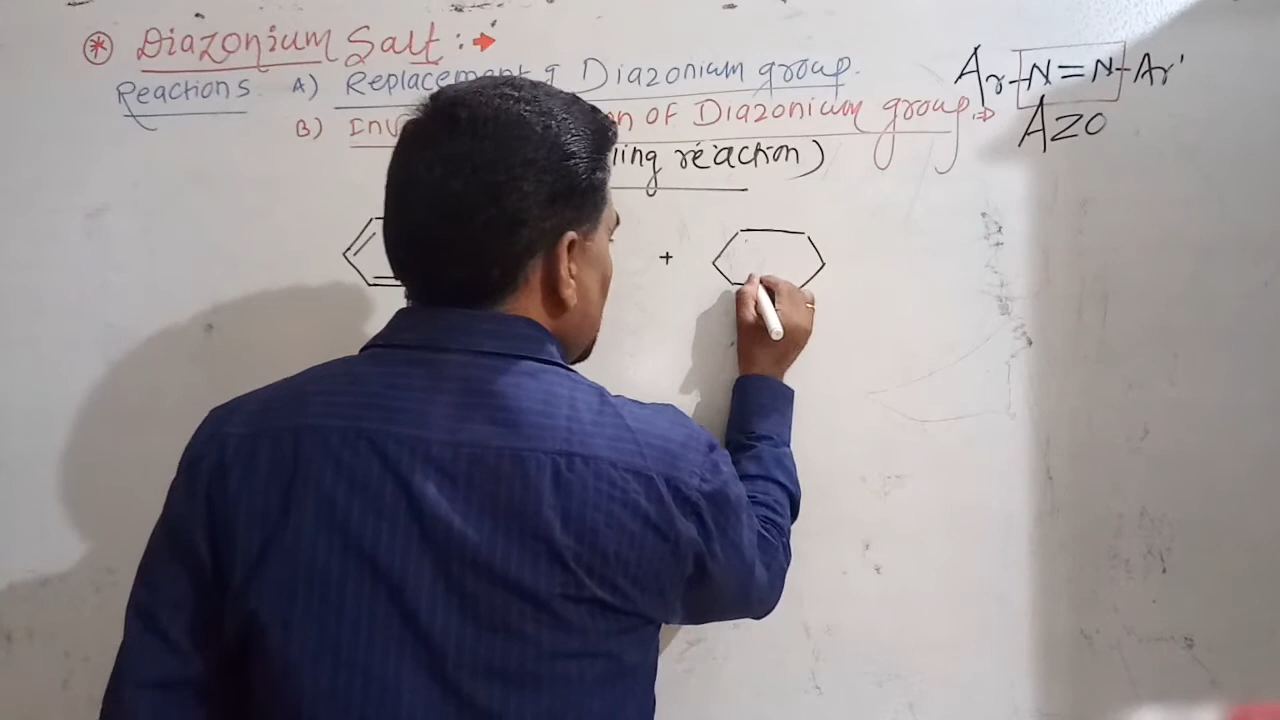 * Diazonium Salt :→
Reactions A) Replacement of Diazonium group.
B) of Diazonium group ⇒
reaction)
Ar-N=N-Ar'
AZO
+